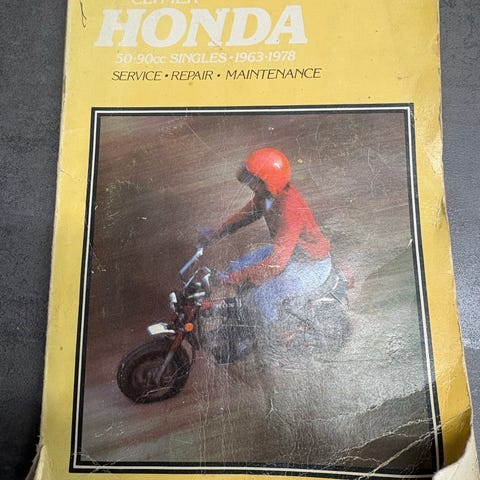 CLYMER
HONDA
50-90cc SINGLES • 1963-1978
SERVICE • REPAIR • MAINTENANCE